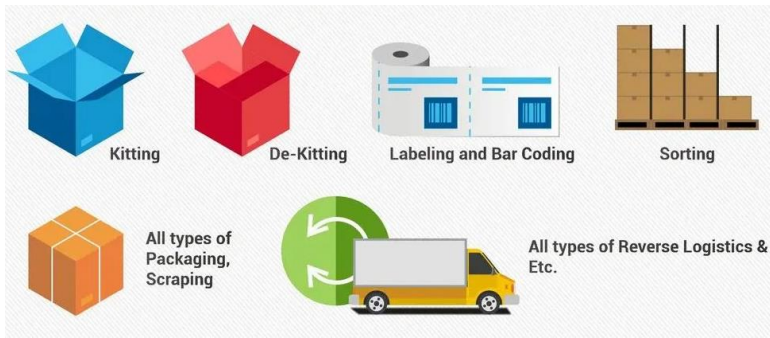 Kitting
De-Kitting
Labeling and Bar Coding
Sorting
All types of
Packaging,
Scraping
All types of Reverse Logistics &
Etc.